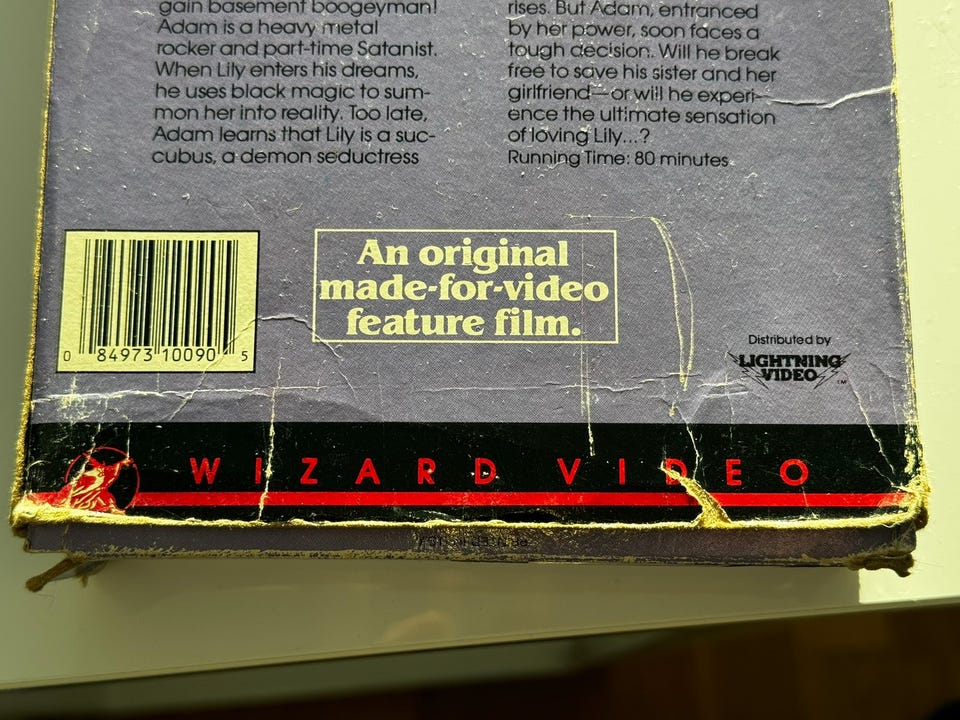 gain basement boogeyman!
Adam is a heavy metal
rocker and part-time Satanist.
When Lily enters his dreams,
he uses black magic to sum-
mon her into reality. Too late,
Adam learns that Lily is a suc-
cubus, a demon seductress
rises. But Adam, entranced
by her power, soon faces a
tough decision. Will he break
free to save his sister and her
girlfriend—or will he experi-
ence the ultimate sensation
of loving Lily...?
Running Time: 80 minutes
0 84973 10090 5
An original
made-for-video
feature film.
Distributed by
LIGHTNING
VIDEO
TM
WIZARD VIDEO